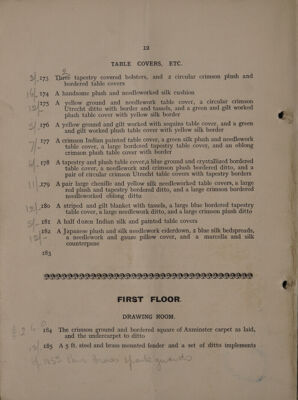 12
TABLE COVERS, ETC.
173 Three tapestry covered bolsters, and 2 circular crimson plush and
bordered table covers
174 A handsome plush and needleworked silk cushion
175 A yellow ground and needlework table cover, a circular crimson
Utrecht ditto with border and tassels, and a green and gilt worked
plush table cover with yellow silk border
176 A yellow ground and gilt worked with sequins table cover, and a green
and gilt worked plush table cover with yellow silk border
177 A crimson Indian painted table cover, a green silk plush and needlework
table cover, a large bordered tapestry table cover, and an oblong
crimson plush table cover with border
178 A tapestry and plush table cover, a blue ground and crystallized bordered
table cover, a needlework and crimson plush bordered ditto, and a
pair of circular crimson Utrecht table covers with tapestry borders
179 A pair large chenille and yellow silk needleworked table covers, a large
red plush and tapestry bordered ditto, and a large crimson bordered
needleworked oblong ditto
180 A striped and gilt blanket with tassels, a large blue bordered tapestry
table cover, a large needlework ditto, and a large crimson plush ditto
181 A half dozen Indian silk and painted table covers
182 A Japanese plush and silk needlework eiderdown, 2 blue silk bedspreads,
a needlework and gauze pillow cover, and a marcella and silk
counterpane
183
FIRST FLOOR.
DRAWING ROOM.
184 The crimson ground and bordered square of Axminster carpet as laid,
and the undercarpet to ditto
185 A 5 ft. steel and brass mounted fender and a set of ditto implements